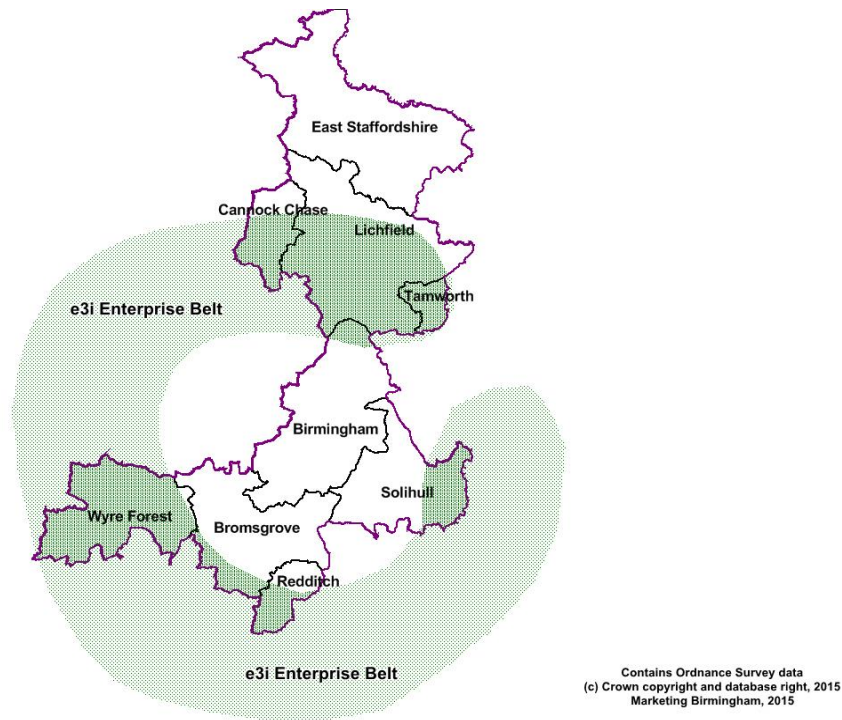 East Staffordshire
Cannock Chase
Lichfield
Tamworth
e3i Enterprise Belt
Birmingham
Solihull
Wyre Forest
Bromsgrove
Redditch
e3i Enterprise Belt
Contains Ordnance Survey data
(c) Crown copyright and database right, 2015
Marketing Birmingham, 2015